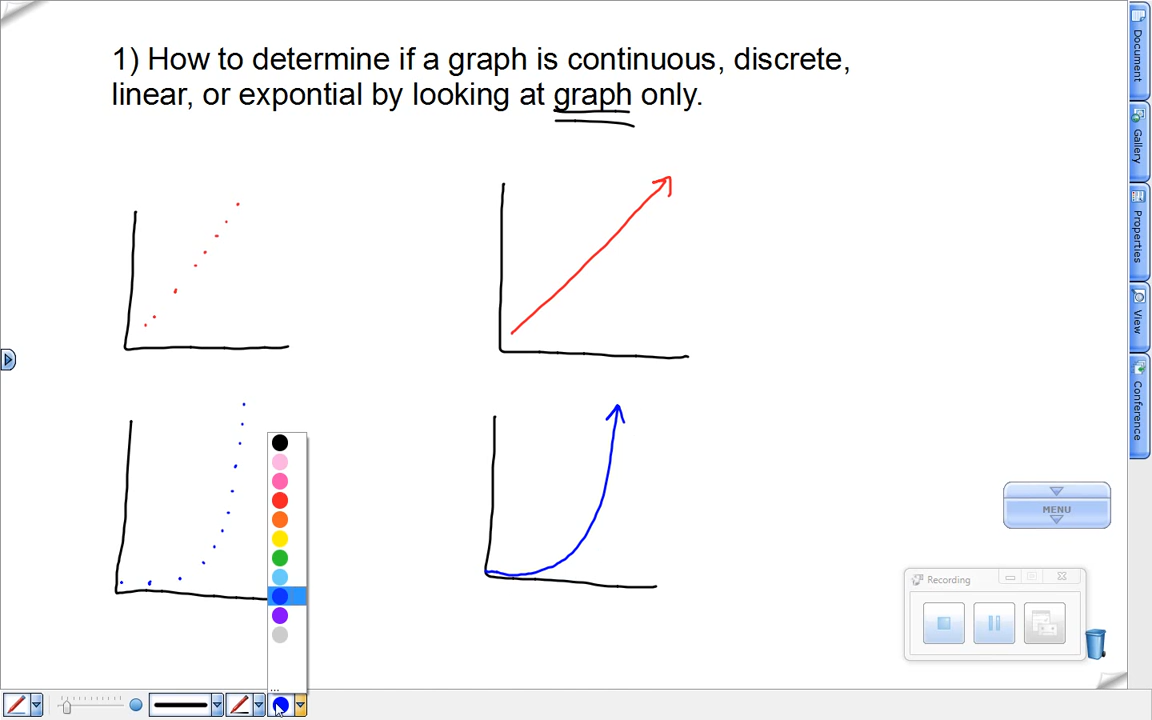 1) How to determine if a graph is continuous, discrete,
linear, or expontial by looking at graph only.
Document
Gallery
Properties
View
Conference
MENU
Recording
...